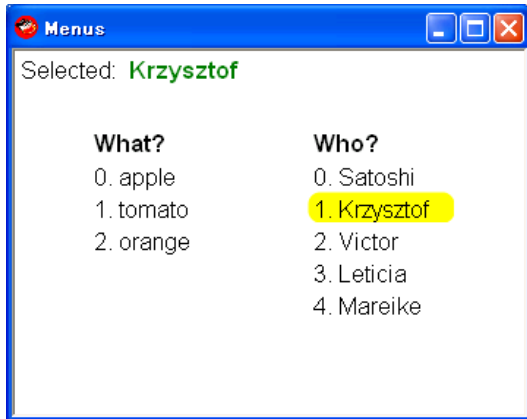 Menus
Selected: Krzysztof
What? Who?
0. apple 0. Satoshi
1. tomato 1. Krzysztof
2. orange 2. Victor
3. Leticia
4. Mareike